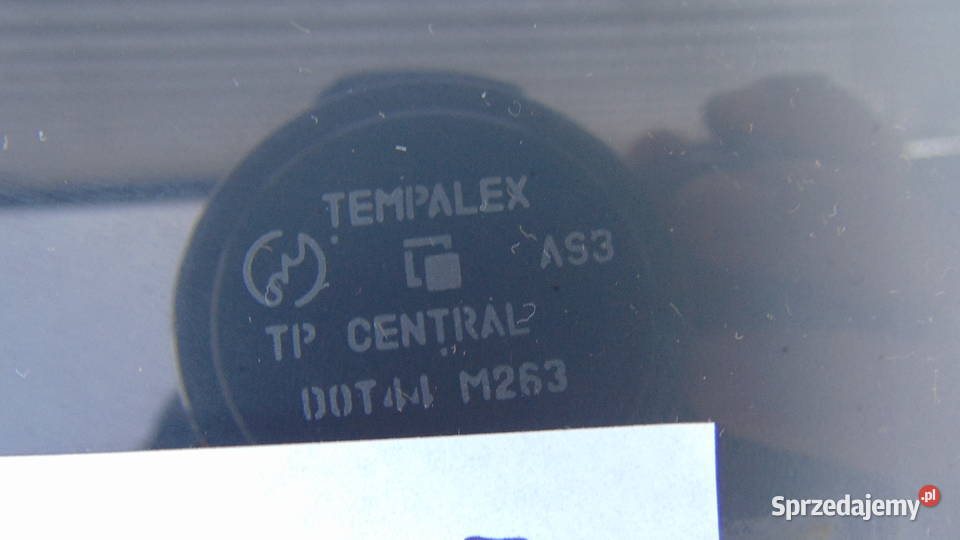 TEMPALEX
AS3
TP CENTRAL
DOT44 M263
Sprzedajemy.pl